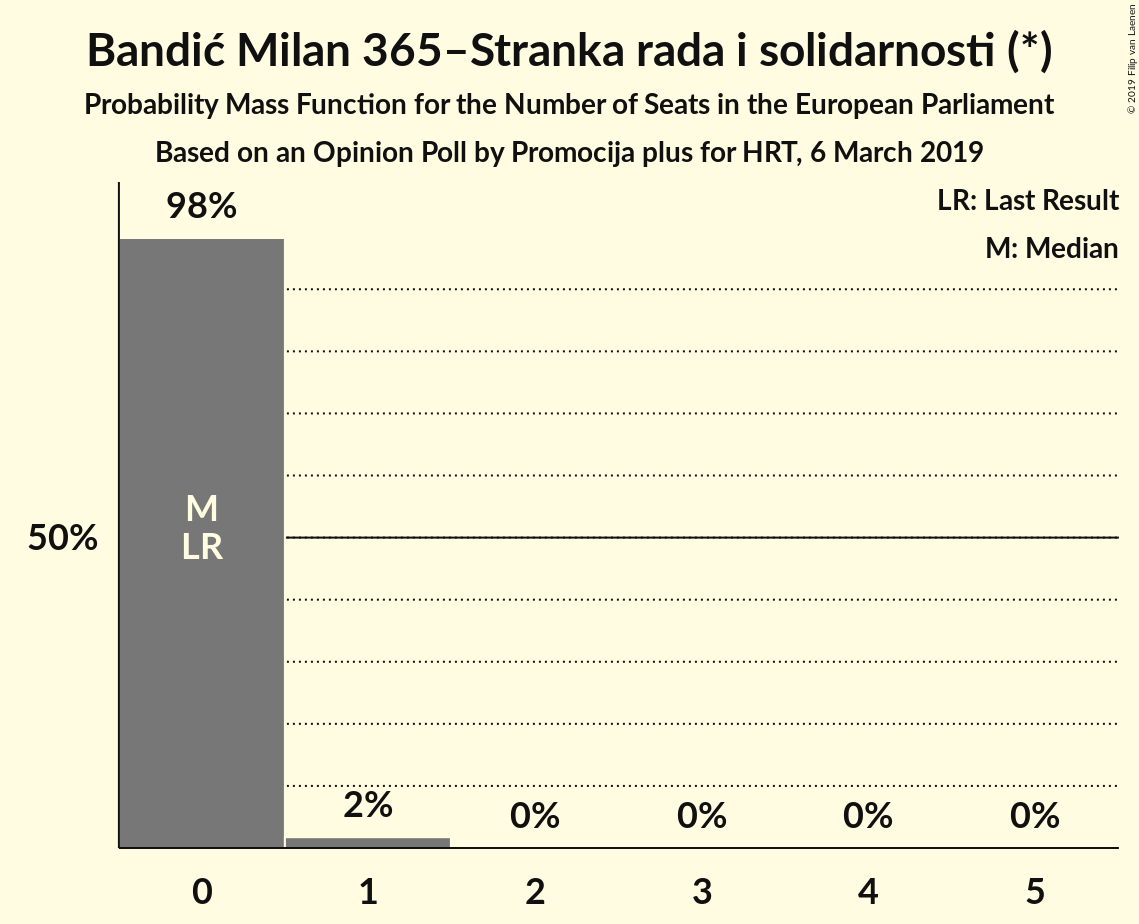 Bandić Milan 365–Stranka rada i solidarnosti (*)
Probability Mass Function for the Number of Seats in the European Parliament
Based on an Opinion Poll by Promocija plus for HRT, 6 March 2019
© 2019 Filip van Laenen
LR: Last Result
M: Median
98%
M
LR
50%
2%
0%
0%
0%
0%
0
1
2
3
4
5